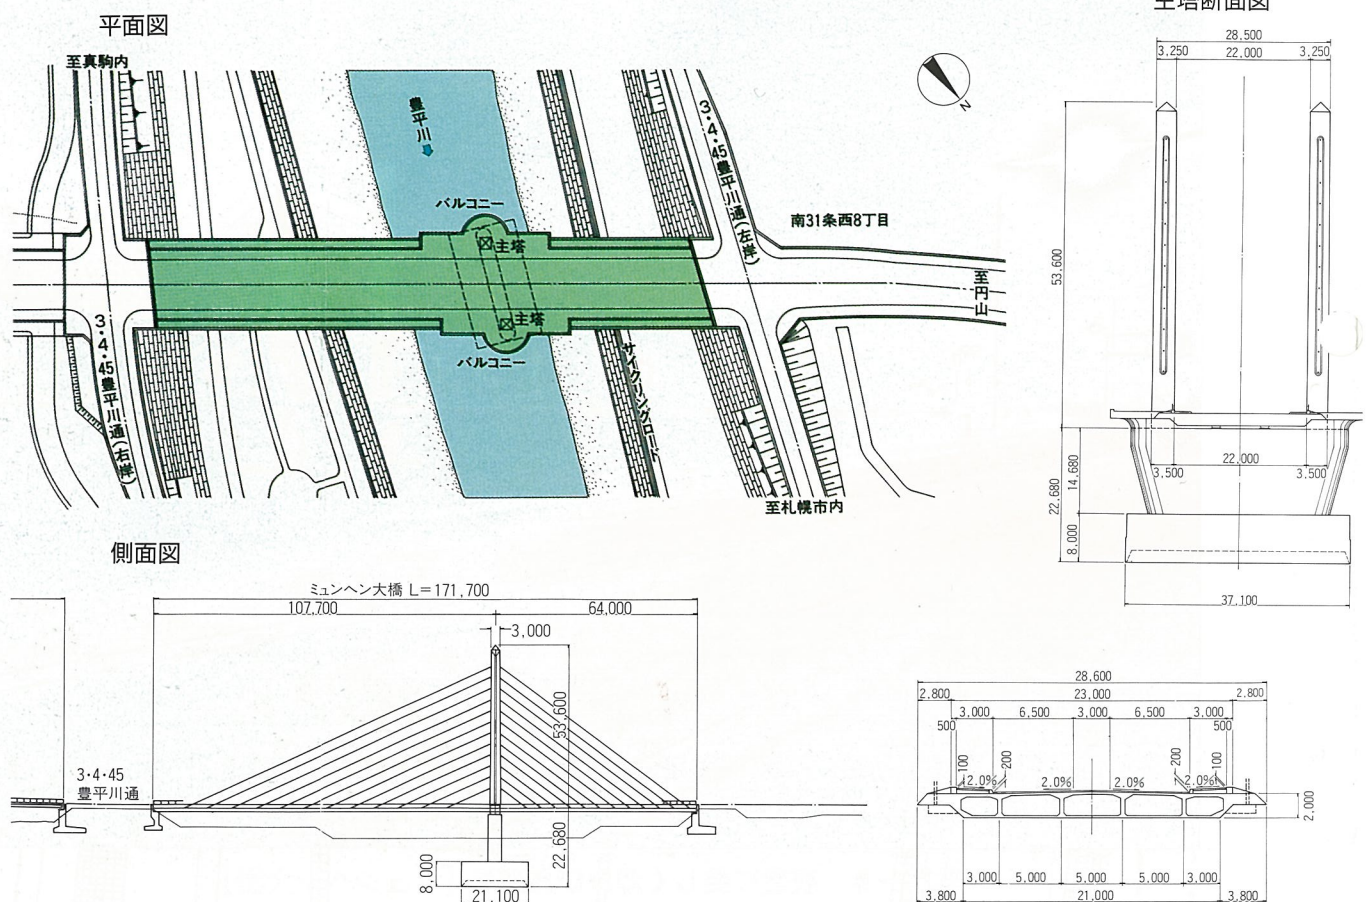 平面図
至真駒内
豊平川
N
3・4・45豊平川通(左岸)
バルコニー
主塔
南31条西8丁目
至円山
主塔
バルコニー
3・4・45豊平川通(右岸)
サイクリングロード
至札幌市内
主塔断面図
28,500
3,250 22,000 3,250
53,600
22,000
3,500 3,500
14,680
22,680
8,000
37,100
側面図
ミュンヘン大橋 L=171,700
107,700 64,000
3,000
53,600
3・4・45
豊平川通
22,680
8,000
21,100
28,600
2,800 23,000 2,800
3,000 6,500 3,000 6,500 3,000
500 500
100 200 200 100
2.0% 2.0% 2.0% 2.0%
2,000
3,000 5,000 5,000 5,000 3,000
3,800 21,000 3,800